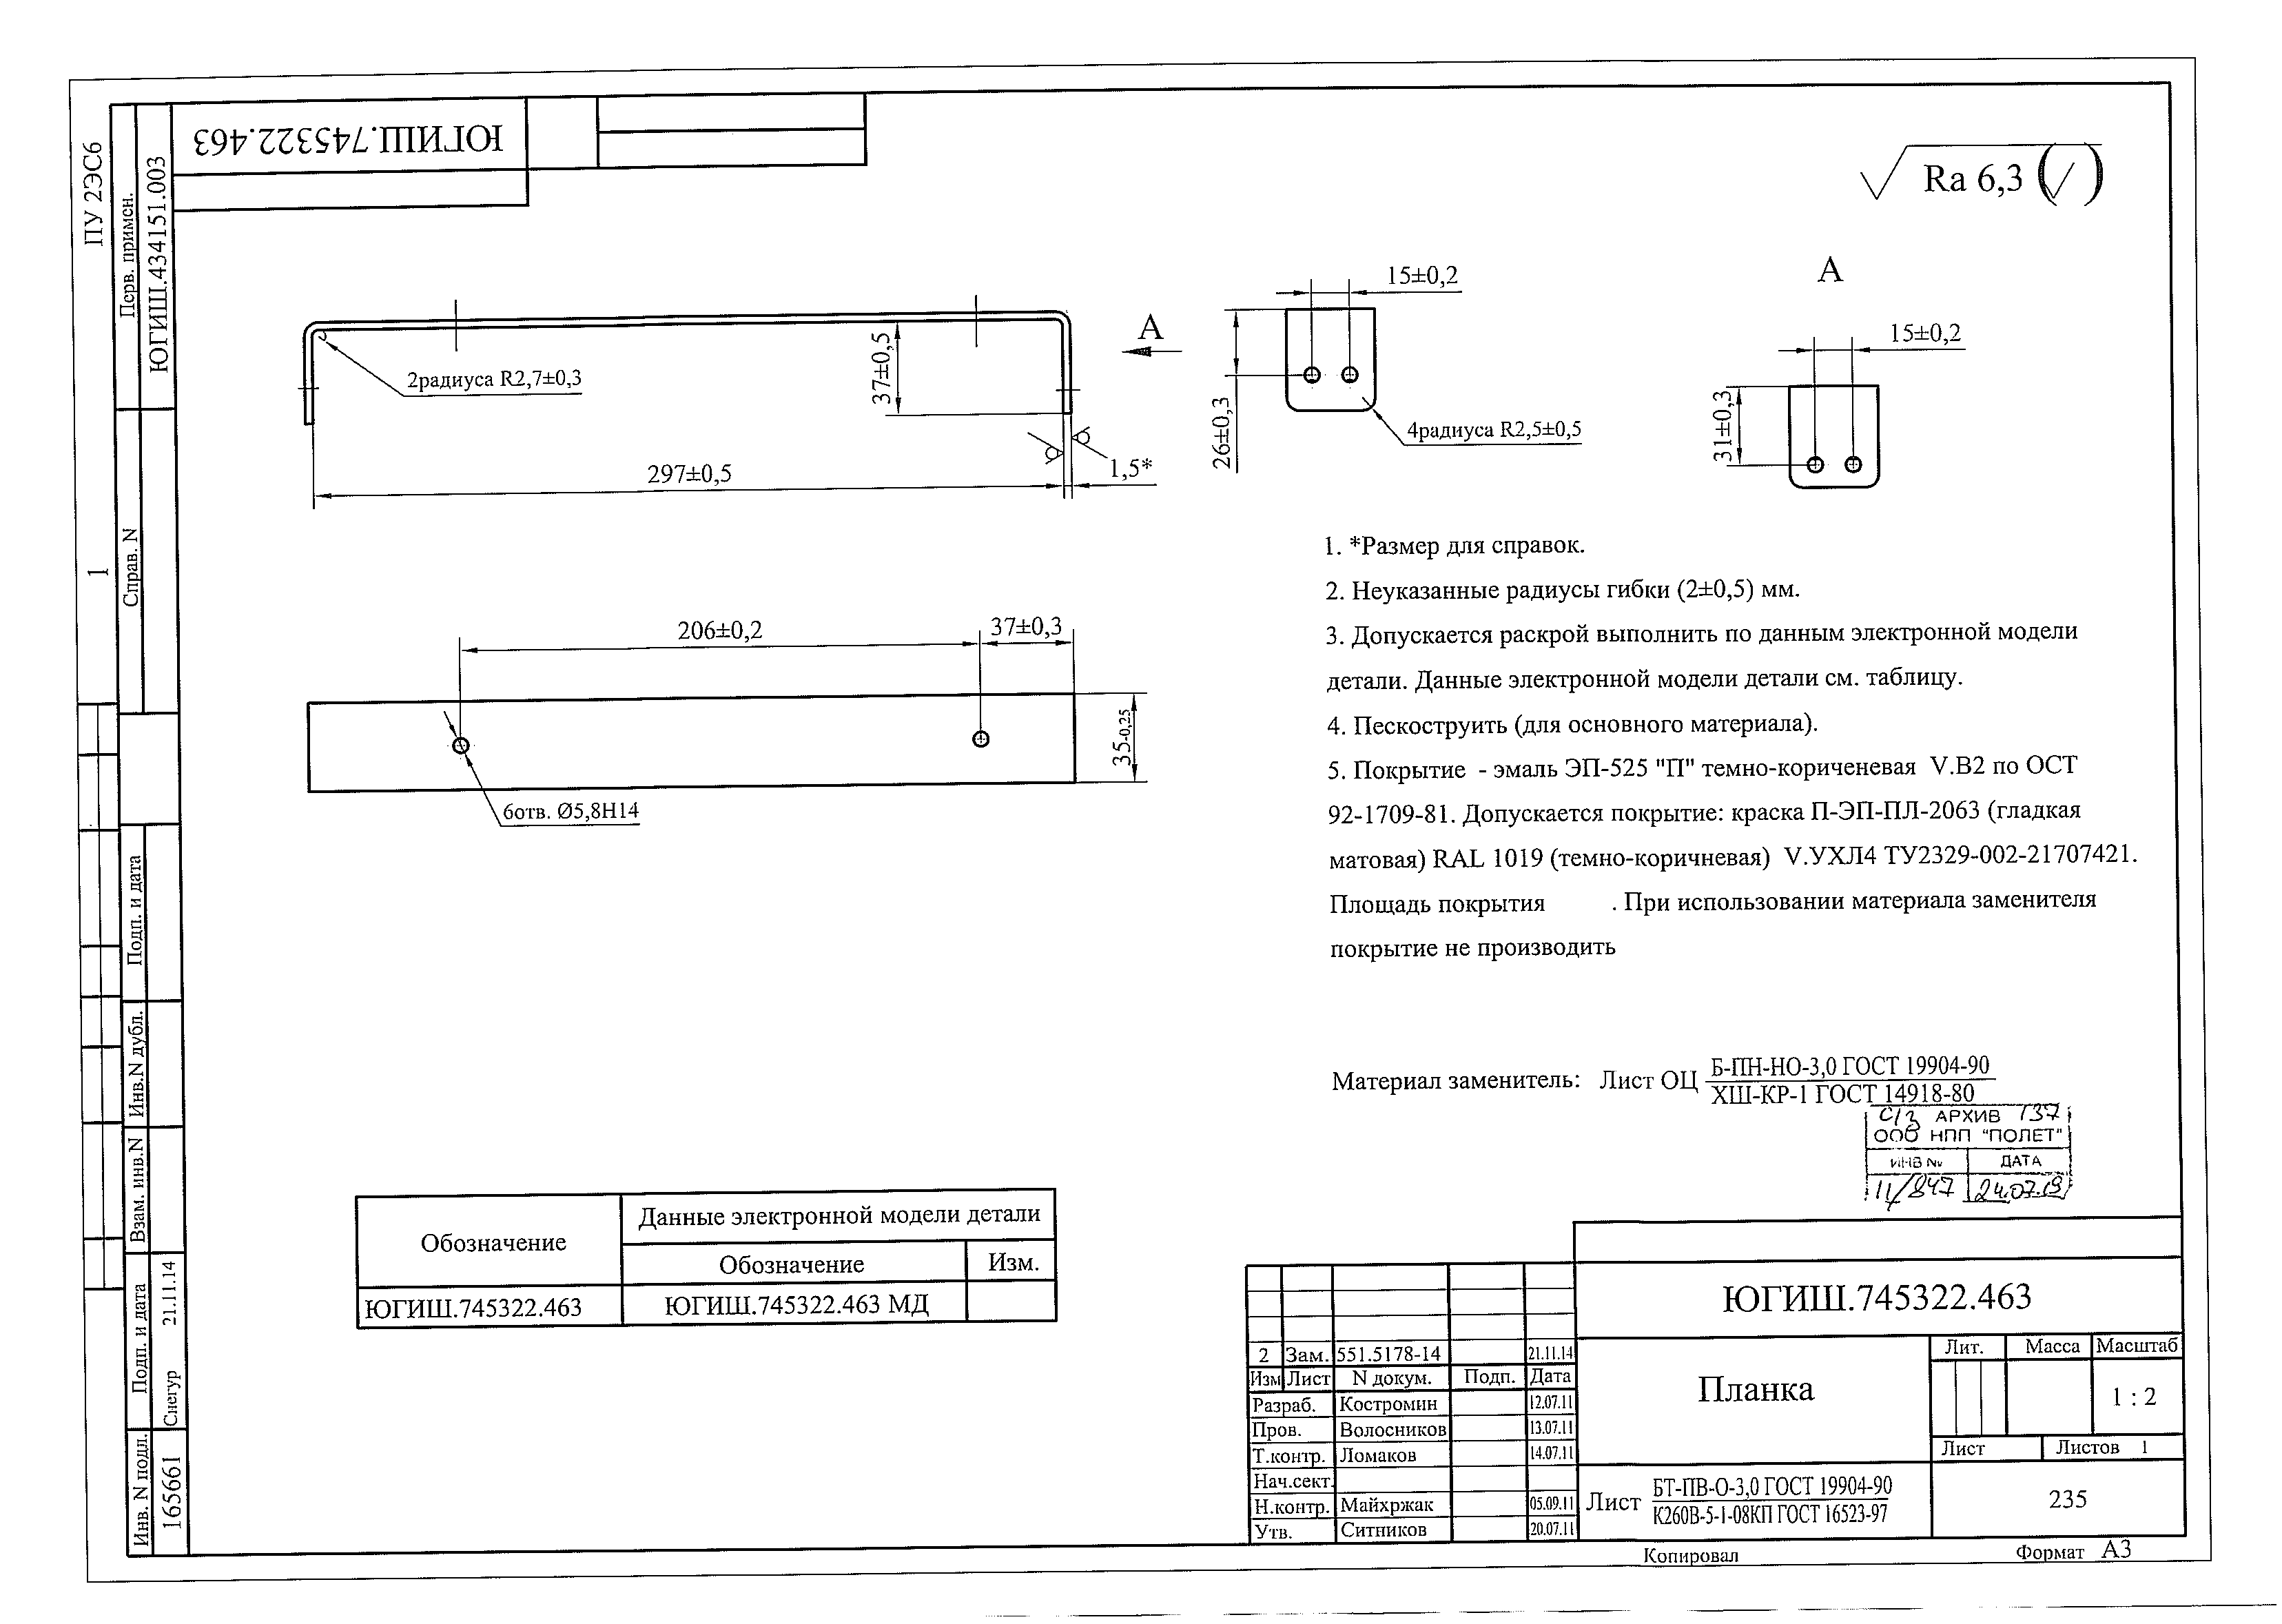 ЮГИШ.745322.463
ПУ 2ЭС6
1
Перв. примен.
ЮГИШ.434151.003
Справ. N
Подп. и дата
Инв.N дубл.
Взам. инв.N
Подп. и дата
Снегур 21.11.14
Инв. N подл.
165661
Ra 6,3
2радиуса R2,7±0,3
37±0,5
297±0,5
1,5*
А
15±0,2
26±0,3
4радиуса R2,5±0,5
А
15±0,2
31±0,3
206±0,2
37±0,3
35-0,25
6отв. Ø5,8Н14
1. *Размер для справок.
2. Неуказанные радиусы гибки (2±0,5) мм.
3. Допускается раскрой выполнить по данным электронной модели
детали. Данные электронной модели детали см. таблицу.
4. Пескоструить (для основного материала).
5. Покрытие - эмаль ЭП-525 "П" темно-кориченевая V.В2 по ОСТ
92-1709-81. Допускается покрытие: краска П-ЭП-ПЛ-2063 (гладкая
матовая) RAL 1019 (темно-коричневая) V.УХЛ4 ТУ2329-002-21707421.
Площадь покрытия . При использовании материала заменителя
покрытие не производить
Материал заменитель: Лист ОЦ Б-ПН-НО-3,0 ГОСТ 19904-90
ХШ-КР-1 ГОСТ 14918-80
АРХИВ 137
ООО НПП "ПОЛЕТ"
ИНВ № ДАТА
11/847 24.07.19
Обозначение Данные электронной модели детали
Обозначение Изм.
ЮГИШ.745322.463 ЮГИШ.745322.463 МД
ЮГИШ.745322.463
2 Зам. 551.5178-14 21.11.14
Изм Лист N докум. Подп. Дата
Разраб. Костромин 12.07.11
Пров. Волосников 13.07.11
Т.контр. Ломаков 14.07.11
Нач.сект.
Н.контр. Майхржак 05.09.11
Утв. Ситников 20.07.11
Планка
Лит. Масса Масштаб
1 : 2
Лист Листов 1
Лист БТ-ПВ-О-3,0 ГОСТ 19904-90
К260В-5-1-08КП ГОСТ 16523-97
235
Копировал Формат А3